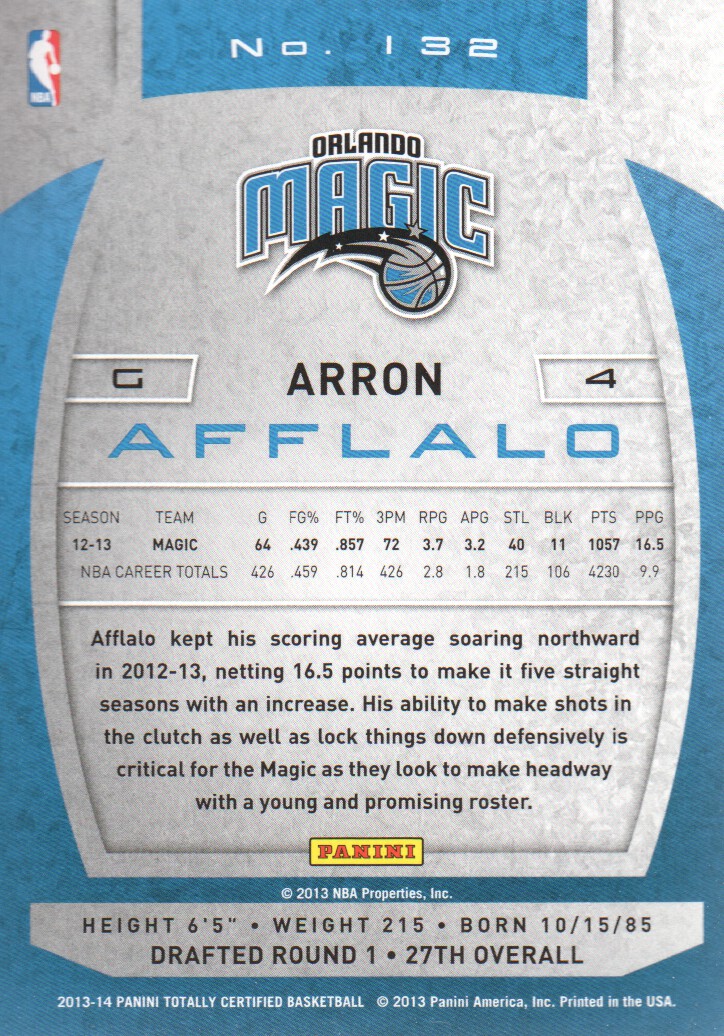 No. 132
NBA
ORLANDO
MAGIC
G ARRON 4
AFFLALO
SEASON TEAM G FG% FT% 3PM RPG APG STL BLK PTS PPG
12-13 MAGIC 64 .439 .857 72 3.7 3.2 40 11 1057 16.5
NBA CAREER TOTALS 426 .459 .814 426 2.8 1.8 215 106 4230 9.9
Afflalo kept his scoring average soaring northward
in 2012-13, netting 16.5 points to make it five straight
seasons with an increase. His ability to make shots in
the clutch as well as lock things down defensively is
critical for the Magic as they look to make headway
with a young and promising roster.
PANINI
© 2013 NBA Properties, Inc.
HEIGHT 6'5" • WEIGHT 215 • BORN 10/15/85
DRAFTED ROUND 1 • 27TH OVERALL
2013-14 PANINI TOTALLY CERTIFIED BASKETBALL © 2013 Panini America, Inc. Printed in the USA.